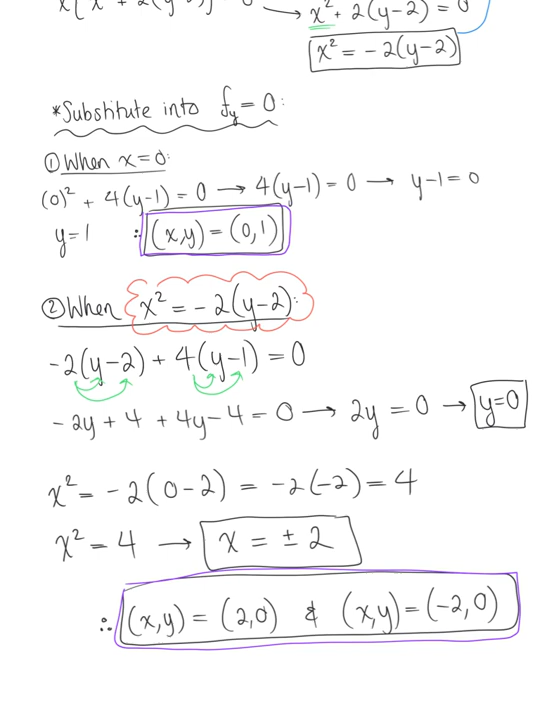 → x² + 2(y-2) = 0
x² = -2(y-2)
*Substitute into f_y = 0:
① When x=0:
(0)² + 4(y-1) = 0 → 4(y-1) = 0 → y-1 = 0
y=1 ∴ (x,y) = (0,1)
② When x² = -2(y-2):
-2(y-2) + 4(y-1) = 0
-2y + 4 + 4y - 4 = 0 → 2y = 0 → y=0
x² = -2(0-2) = -2(-2) = 4
x² = 4 → x = ±2
∴ (x,y) = (2,0) & (x,y) = (-2,0)